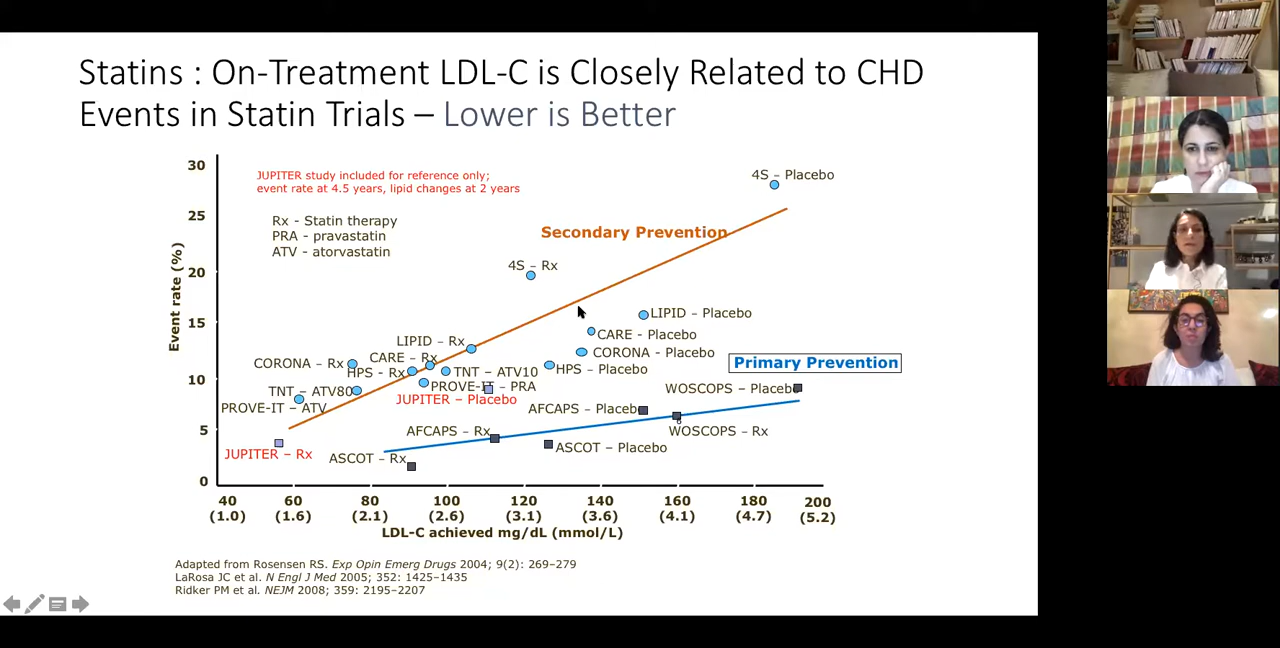 Statins : On-Treatment LDL-C is Closely Related to CHD
Events in Statin Trials – Lower is Better
30
25
20
15
10
5
0
Event rate (%)
JUPITER study included for reference only;
event rate at 4.5 years, lipid changes at 2 years
Rx - Statin therapy
PRA - pravastatin
ATV - atorvastatin
4S – Placebo
Secondary Prevention
4S – Rx
LIPID – Placebo
CARE - Placebo
LIPID – Rx
CORONA – Placebo
CORONA – Rx
CARE – Rx
HPS – Placebo
Primary Prevention
HPS - Rx
TNT – ATV10
TNT – ATV80
PROVE-IT – PRA
WOSCOPS – Placebo
JUPITER – Placebo
PROVE-IT – ATV
AFCAPS – Placebo
AFCAPS – Rx
WOSCOPS – Rx
ASCOT – Placebo
JUPITER – Rx
ASCOT – Rx
40 60 80 100 120 140 160 180 200
(1.0) (1.6) (2.1) (2.6) (3.1) (3.6) (4.1) (4.7) (5.2)
LDL-C achieved mg/dL (mmol/L)
Adapted from Rosensen RS. Exp Opin Emerg Drugs 2004; 9(2): 269–279
LaRosa JC et al. N Engl J Med 2005; 352: 1425–1435
Ridker PM et al. NEJM 2008; 359: 2195–2207